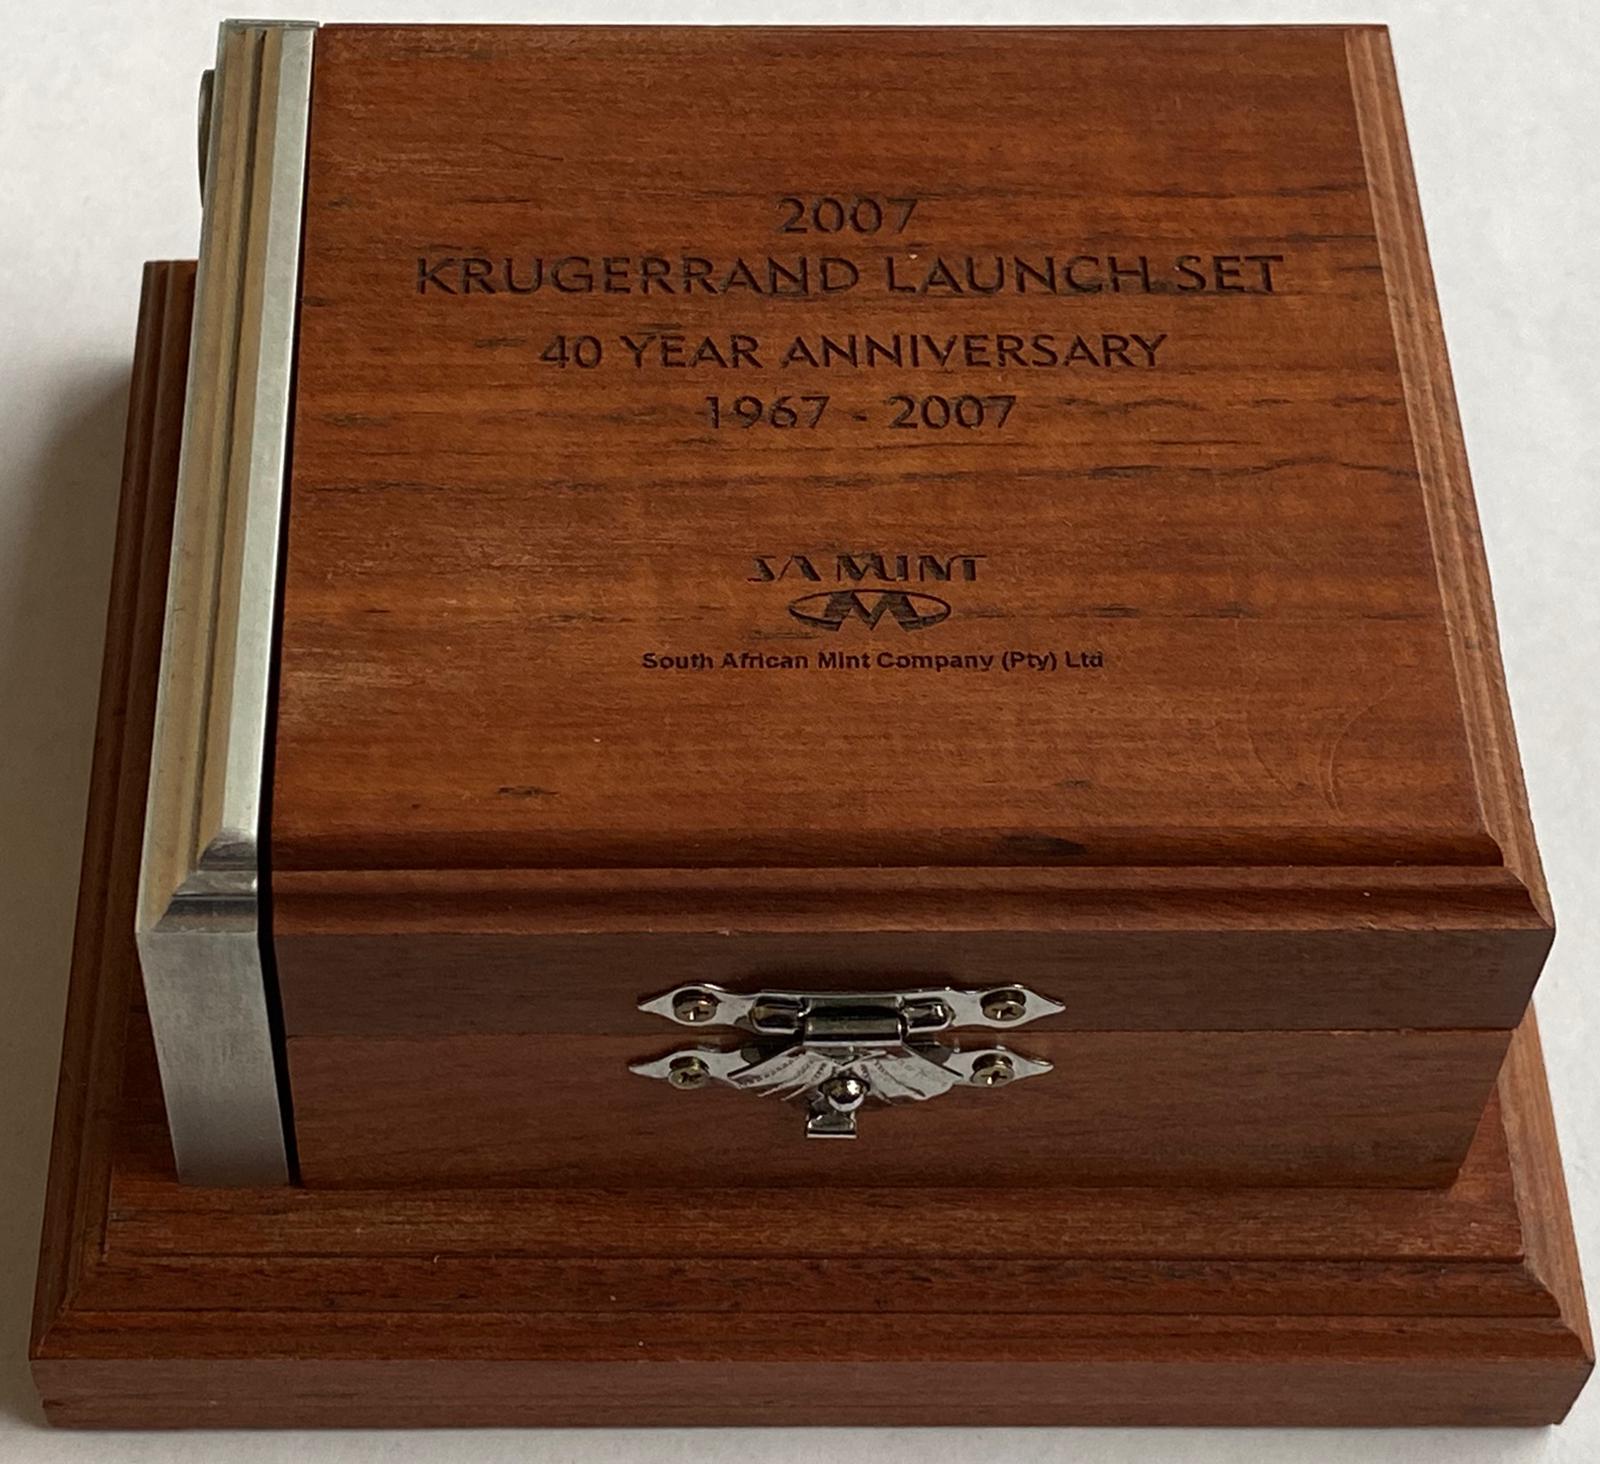 2007
KRUGERRAND LAUNCH SET
40 YEAR ANNIVERSARY
1967 - 2007
SA MINT
South African Mint Company (Pty) Ltd